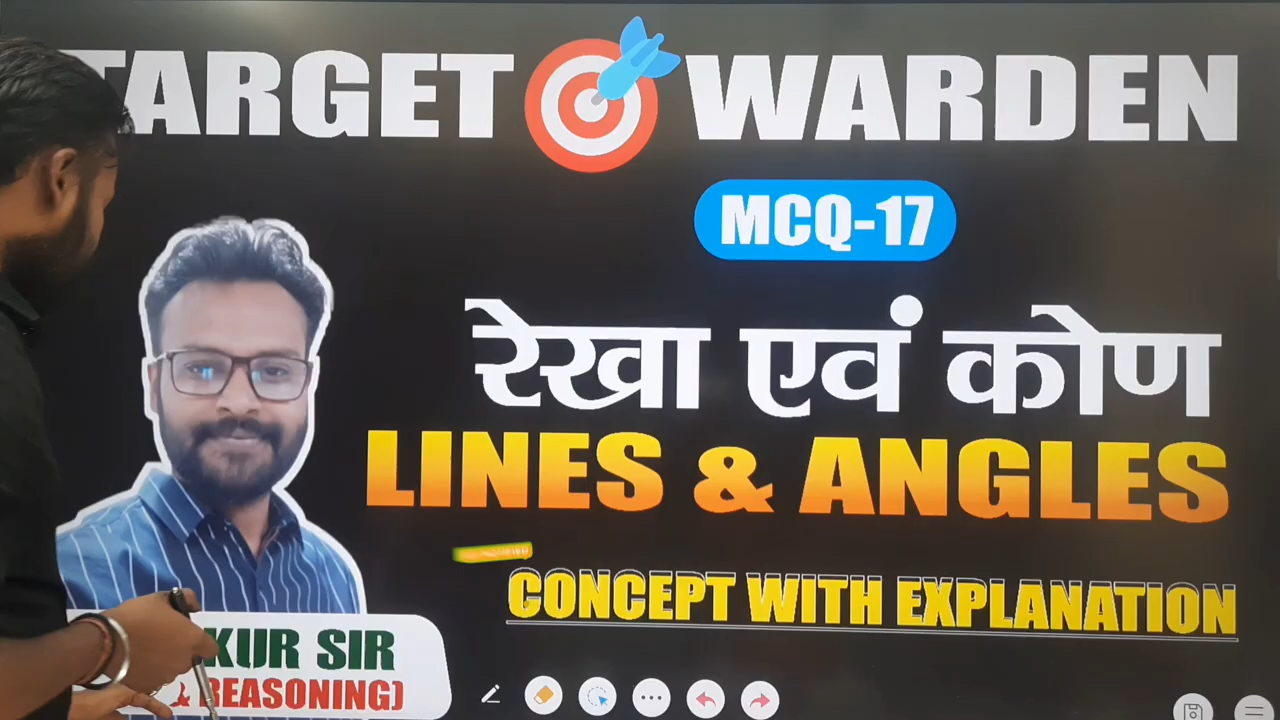 TARGET WARDEN
MCQ-17
रेखा एवं कोण
LINES & ANGLES
CONCEPT WITH EXPLANATION
KUR SIR
& REASONING)